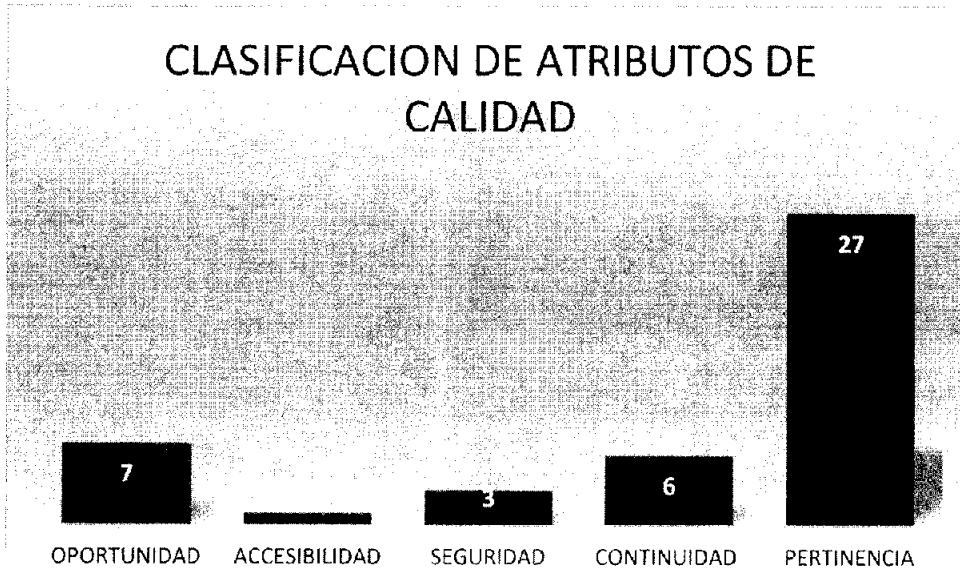 CLASIFICACION DE ATRIBUTOS DE
CALIDAD
27
7
3
6
OPORTUNIDAD ACCESIBILIDAD SEGURIDAD CONTINUIDAD PERTINENCIA